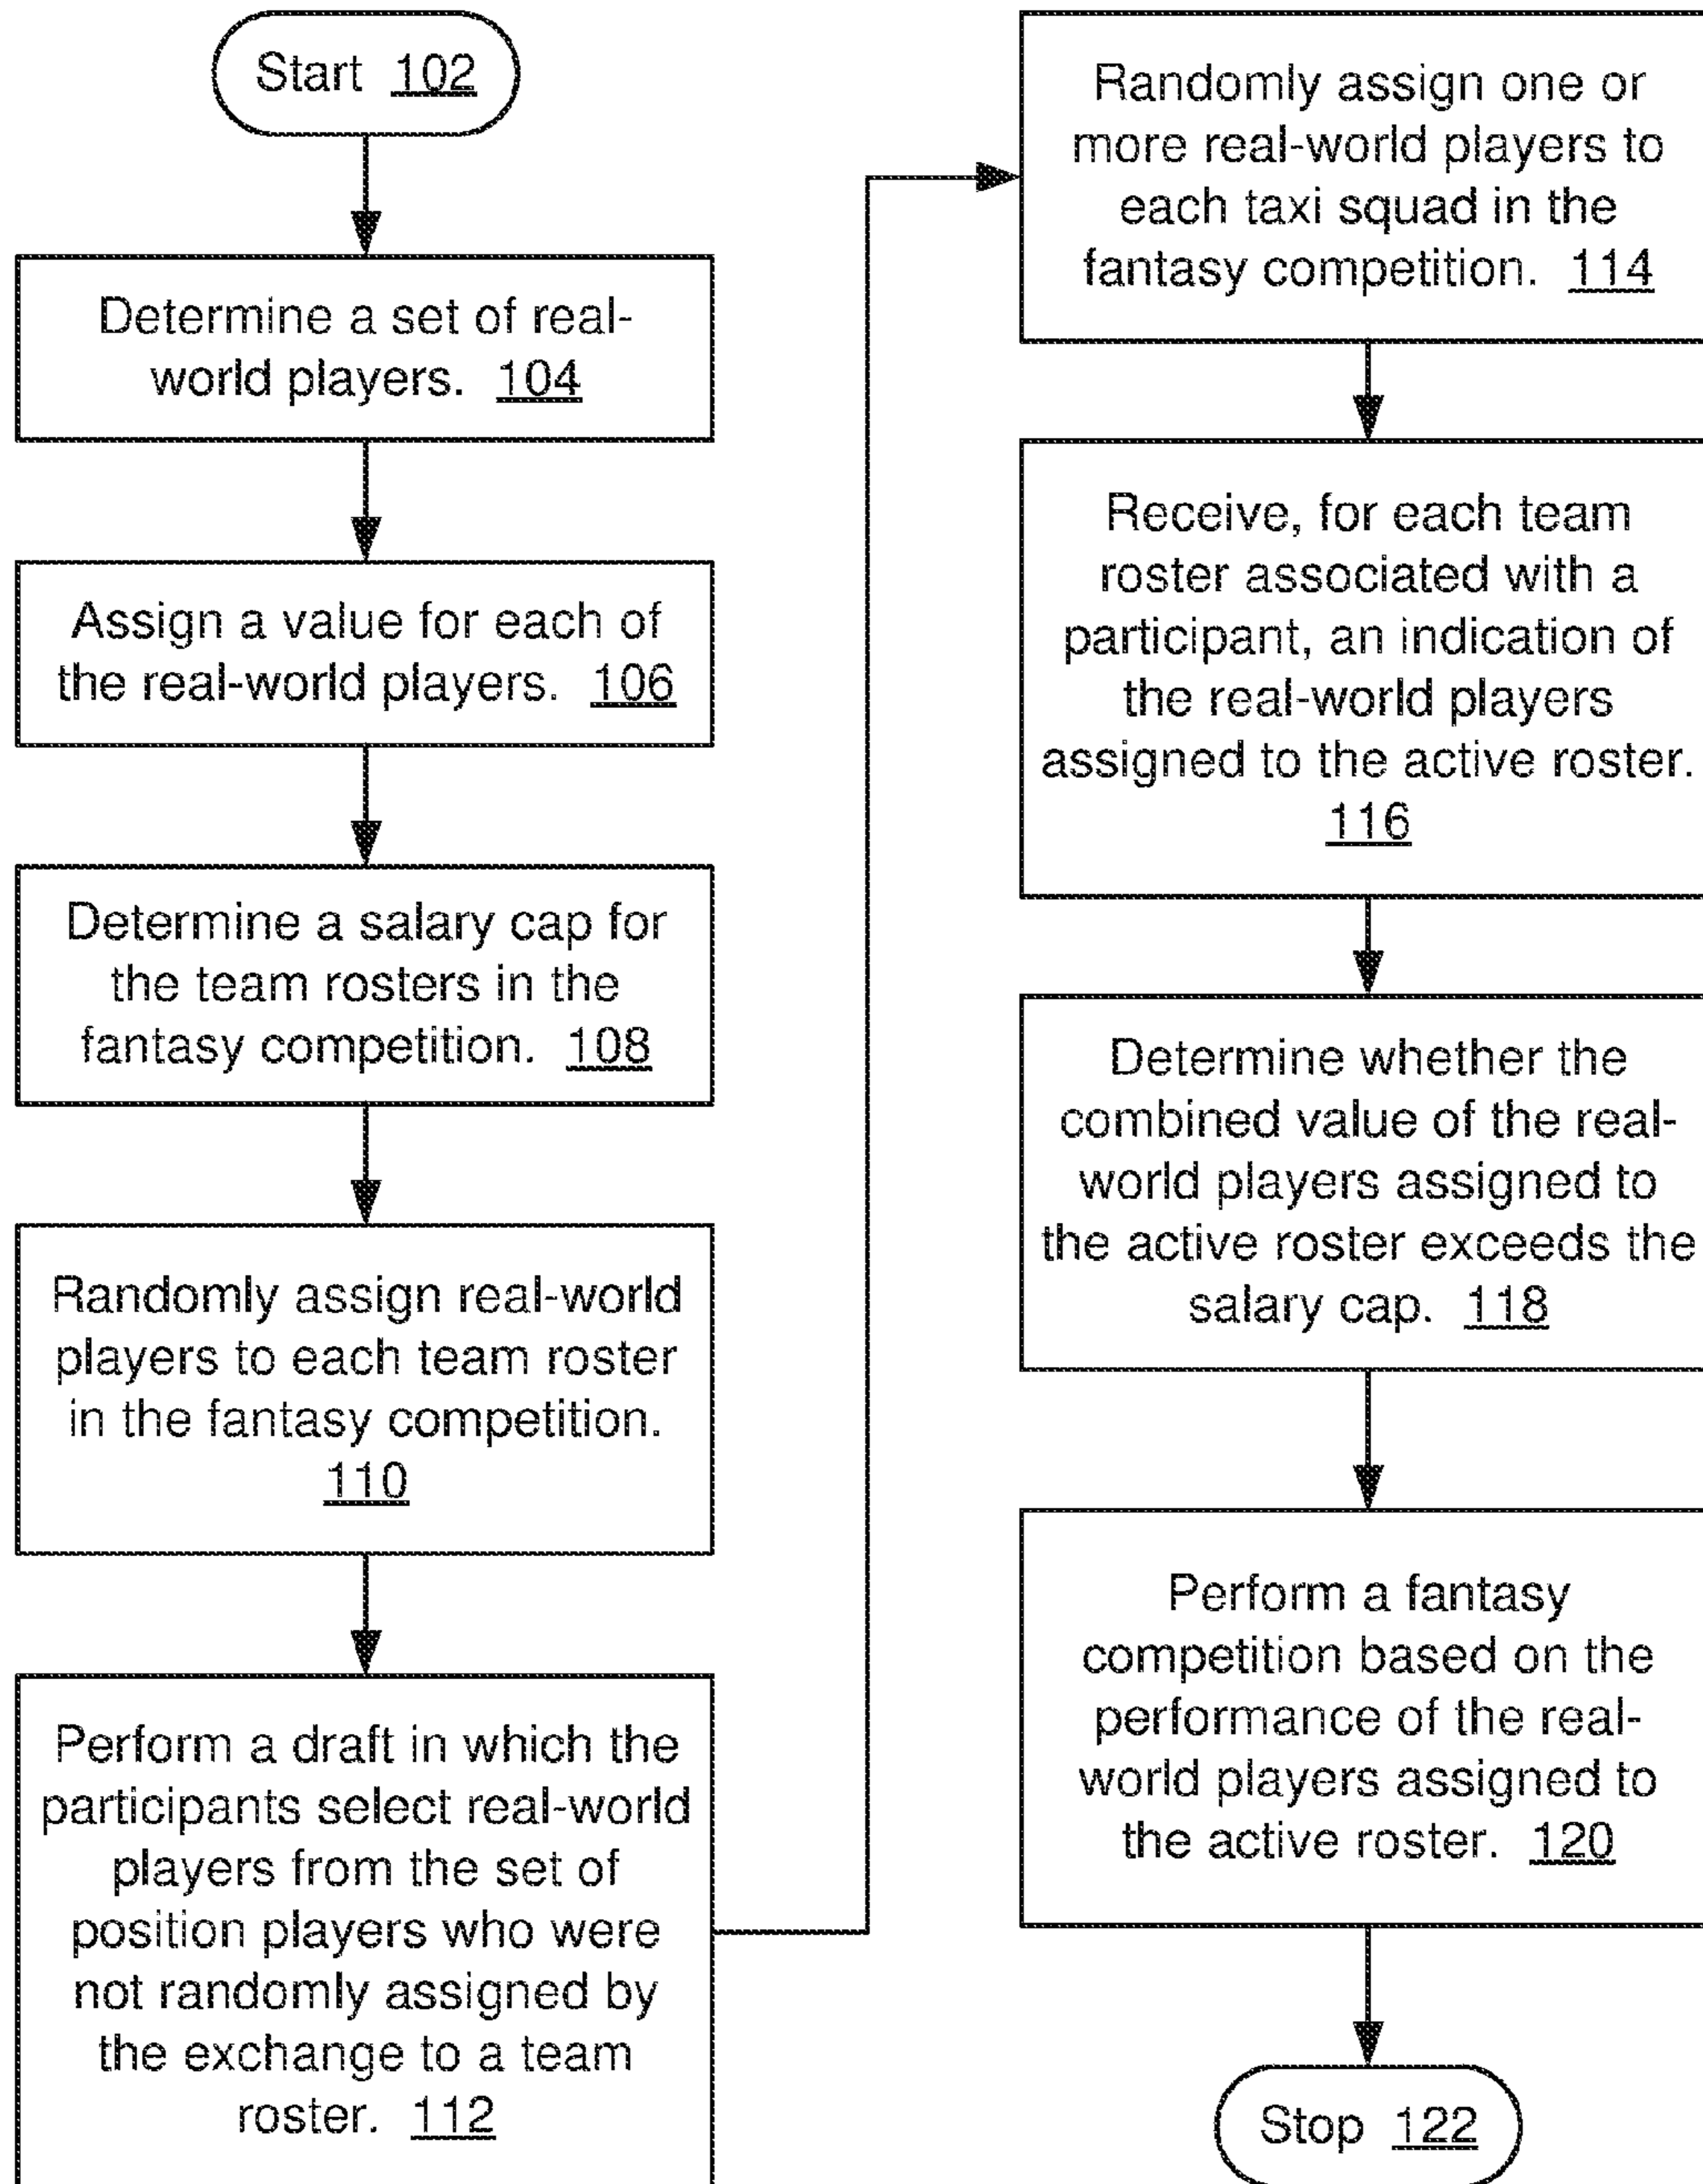 Start 102
Determine a set of real-
world players. 104
Assign a value for each of
the real-world players. 106
Determine a salary cap for
the team rosters in the
fantasy competition. 108
Randomly assign real-world
players to each team roster
in the fantasy competition.
110
Perform a draft in which the
participants select real-world
players from the set of
position players who were
not randomly assigned by
the exchange to a team
roster. 112
Randomly assign one or
more real-world players to
each taxi squad in the
fantasy competition. 114
Receive, for each team
roster associated with a
participant, an indication of
the real-world players
assigned to the active roster.
116
Determine whether the
combined value of the real-
world players assigned to
the active roster exceeds the
salary cap. 118
Perform a fantasy
competition based on the
performance of the real-
world players assigned to
the active roster. 120
Stop 122